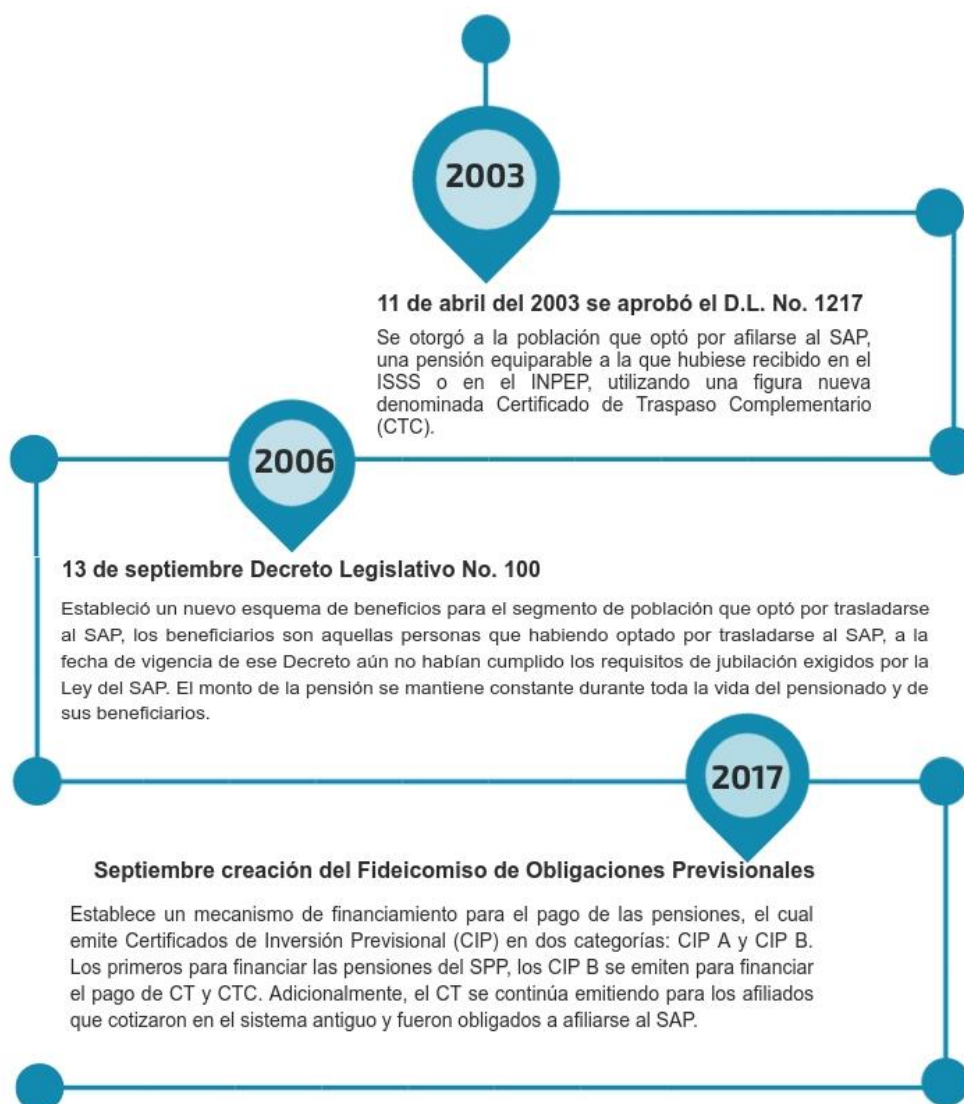 2003
11 de abril del 2003 se aprobó el D.L. No. 1217
Se otorgó a la población que optó por afilarse al SAP,
una pensión equiparable a la que hubiese recibido en el
ISSS o en el INPEP, utilizando una figura nueva
denominada Certificado de Traspaso Complementario
(CTC).
2006
13 de septiembre Decreto Legislativo No. 100
Estableció un nuevo esquema de beneficios para el segmento de población que optó por trasladarse
al SAP, los beneficiarios son aquellas personas que habiendo optado por trasladarse al SAP, a la
fecha de vigencia de ese Decreto aún no habían cumplido los requisitos de jubilación exigidos por la
Ley del SAP. El monto de la pensión se mantiene constante durante toda la vida del pensionado y de
sus beneficiarios.
2017
Septiembre creación del Fideicomiso de Obligaciones Previsionales
Establece un mecanismo de financiamiento para el pago de las pensiones, el cual
emite Certificados de Inversión Previsional (CIP) en dos categorías: CIP A y CIP B.
Los primeros para financiar las pensiones del SPP, los CIP B se emiten para financiar
el pago de CT y CTC. Adicionalmente, el CT se continúa emitiendo para los afiliados
que cotizaron en el sistema antiguo y fueron obligados a afiliarse al SAP.